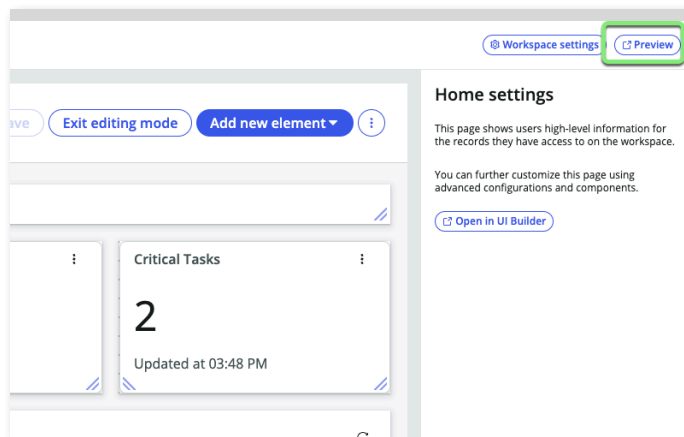 Workspace settings
Preview
Home settings
This page shows users high-level information for
the records they have access to on the workspace.
You can further customize this page using
advanced configurations and components.
Open in UI Builder
Exit editing mode
Add new element
Critical Tasks
2
Updated at 03:48 PM